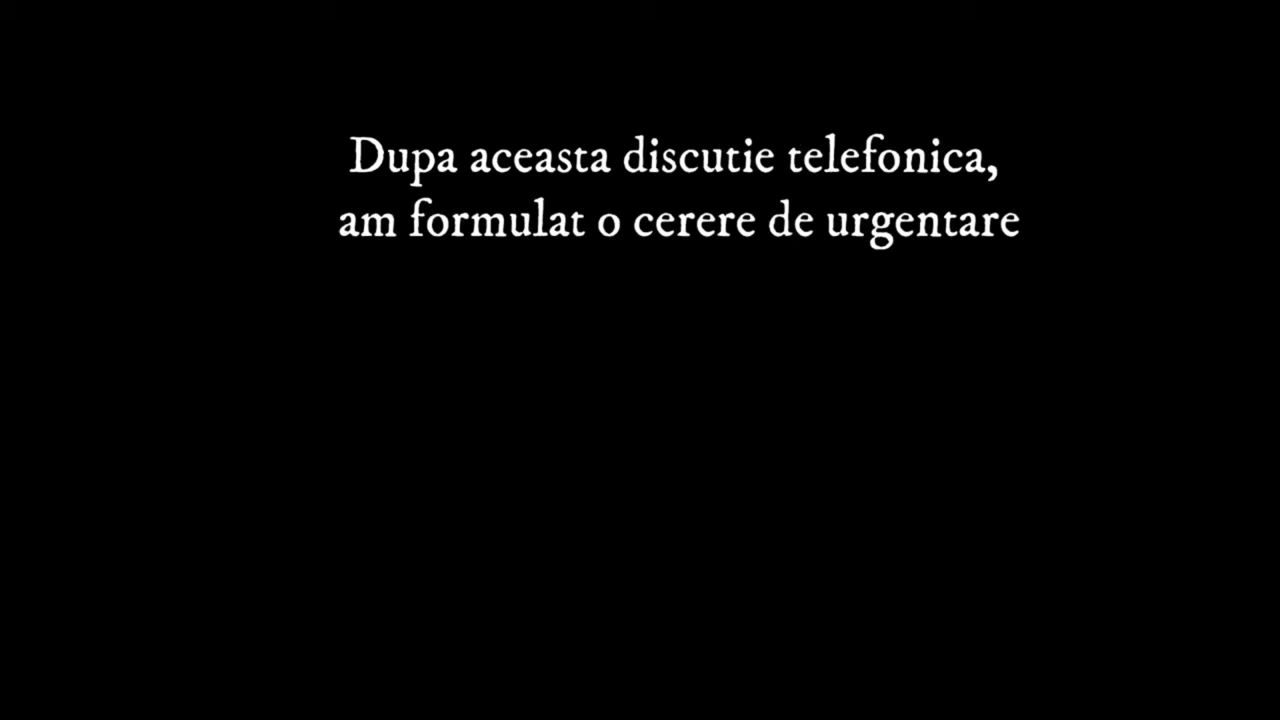 Dupa aceasta discutie telefonica,
am formulat o cerere de urgentare